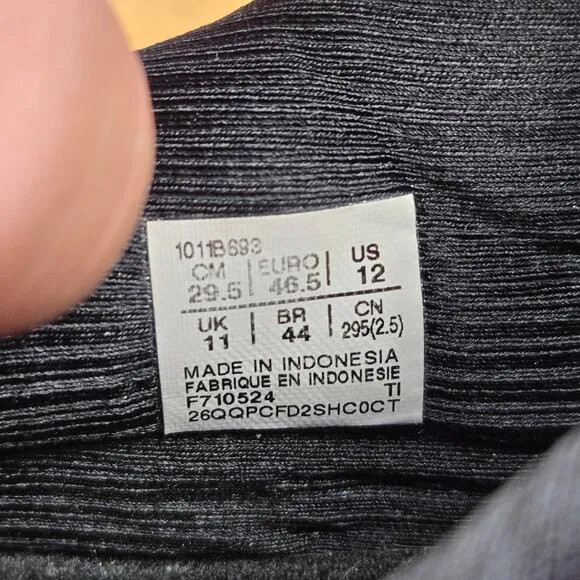 1011B693
CM | EURO | US
29.5 | 46.5 | 12
UK | BR | CN
11 | 44 | 295(2.5)
MADE IN INDONESIA
FABRIQUE EN INDONESIE
F710524 TI
26QQPCFD2SHC0CT